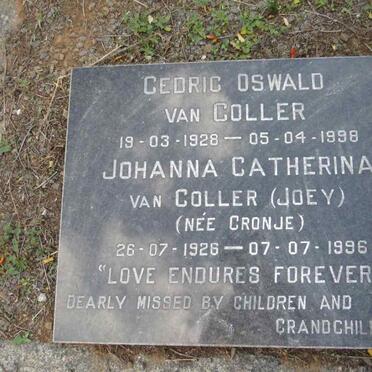 CEDRIC OSWALD
VAN COLLER
19-03-1928 — 05-04-1998
JOHANNA CATHERINA
VAN COLLER (JOEY)
(NÉE CRONJE)
26-07-1926 — 07-07-1996
"LOVE ENDURES FOREVER
DEARLY MISSED BY CHILDREN AND
GRANDCHIL